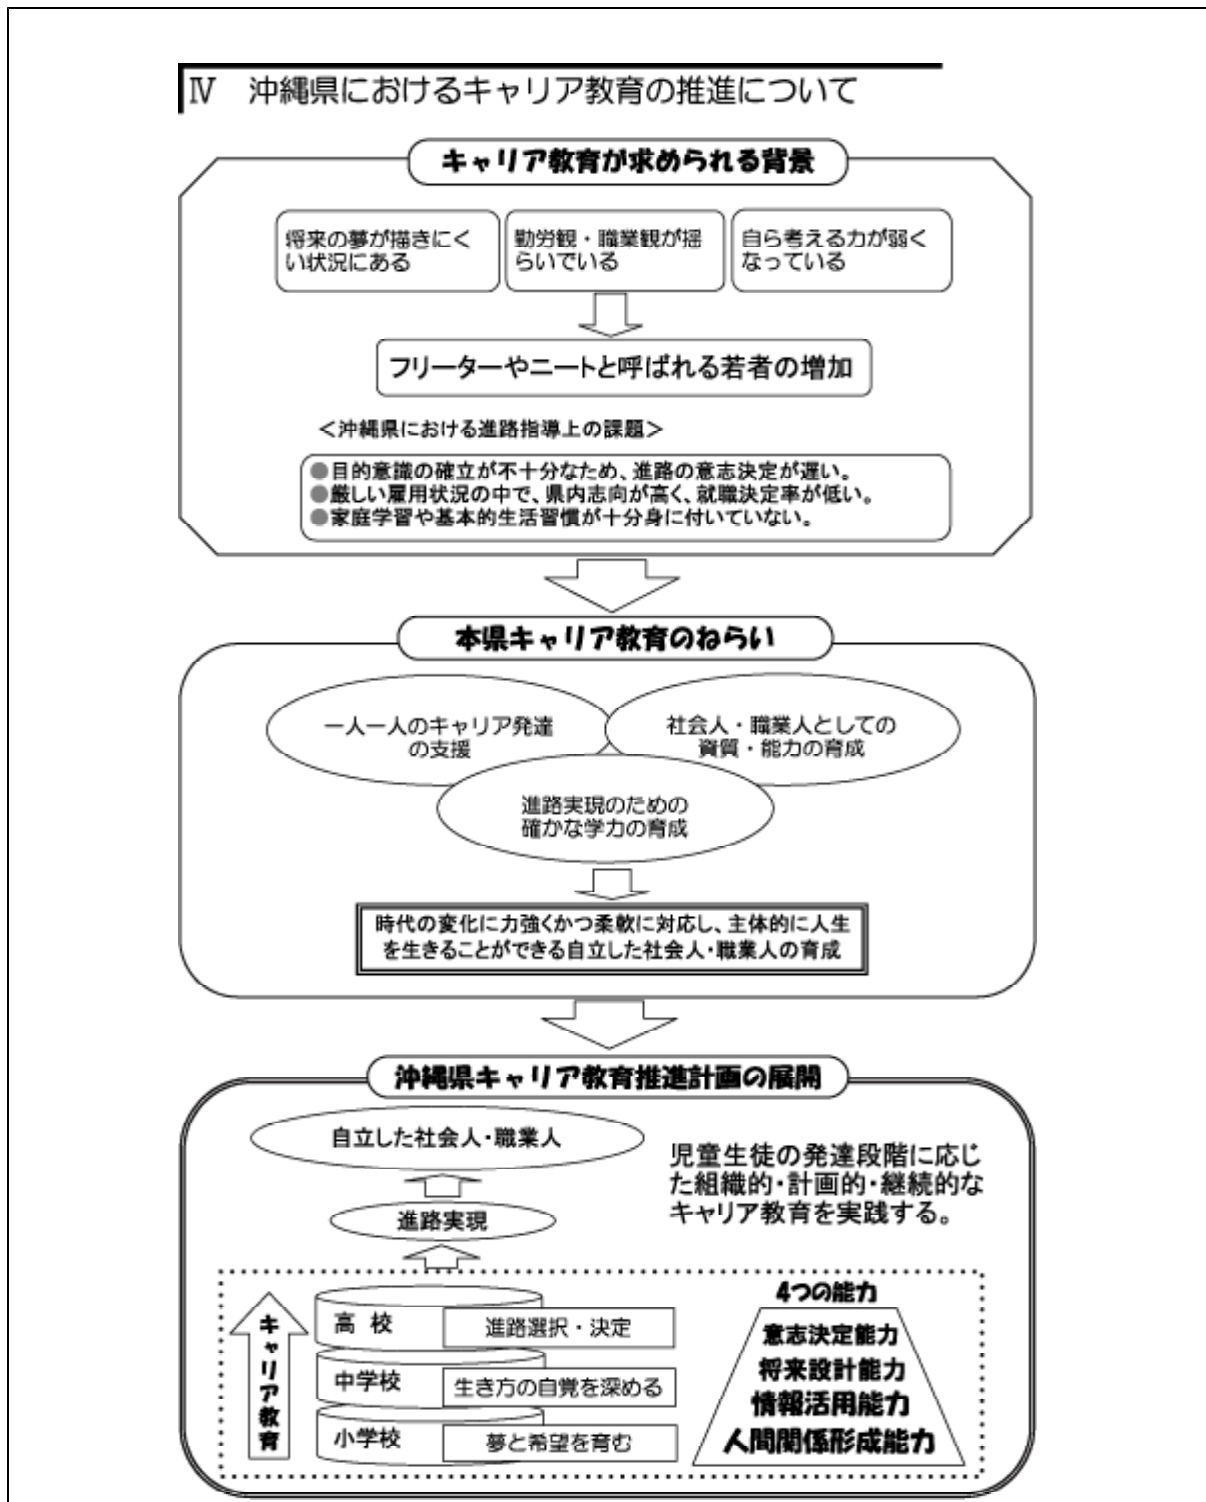 Ⅳ 沖縄県におけるキャリア教育の推進について
キャリア教育が求められる背景
将来の夢が描きにく
い状況にある
勤労観・職業観が揺
らいでいる
自ら考える力が弱く
なっている
フリーターやニートと呼ばれる若者の増加
＜沖縄県における進路指導上の課題＞
●目的意識の確立が不十分なため、進路の意志決定が遅い。
●厳しい雇用状況の中で、県内志向が高く、就職決定率が低い。
●家庭学習や基本的生活習慣が十分身に付いていない。
本県キャリア教育のねらい
一人一人のキャリア発達
の支援
社会人・職業人としての
資質・能力の育成
進路実現のための
確かな学力の育成
時代の変化に力強くかつ柔軟に対応し、主体的に人生
を生きることができる自立した社会人・職業人の育成
沖縄県キャリア教育推進計画の展開
自立した社会人・職業人
進路実現
児童生徒の発達段階に応じ
た組織的・計画的・継続的な
キャリア教育を実践する。
キャリア教育
高 校
進路選択・決定
中学校
生き方の自覚を深める
小学校
夢と希望を育む
4つの能力
意志決定能力
将来設計能力
情報活用能力
人間関係形成能力